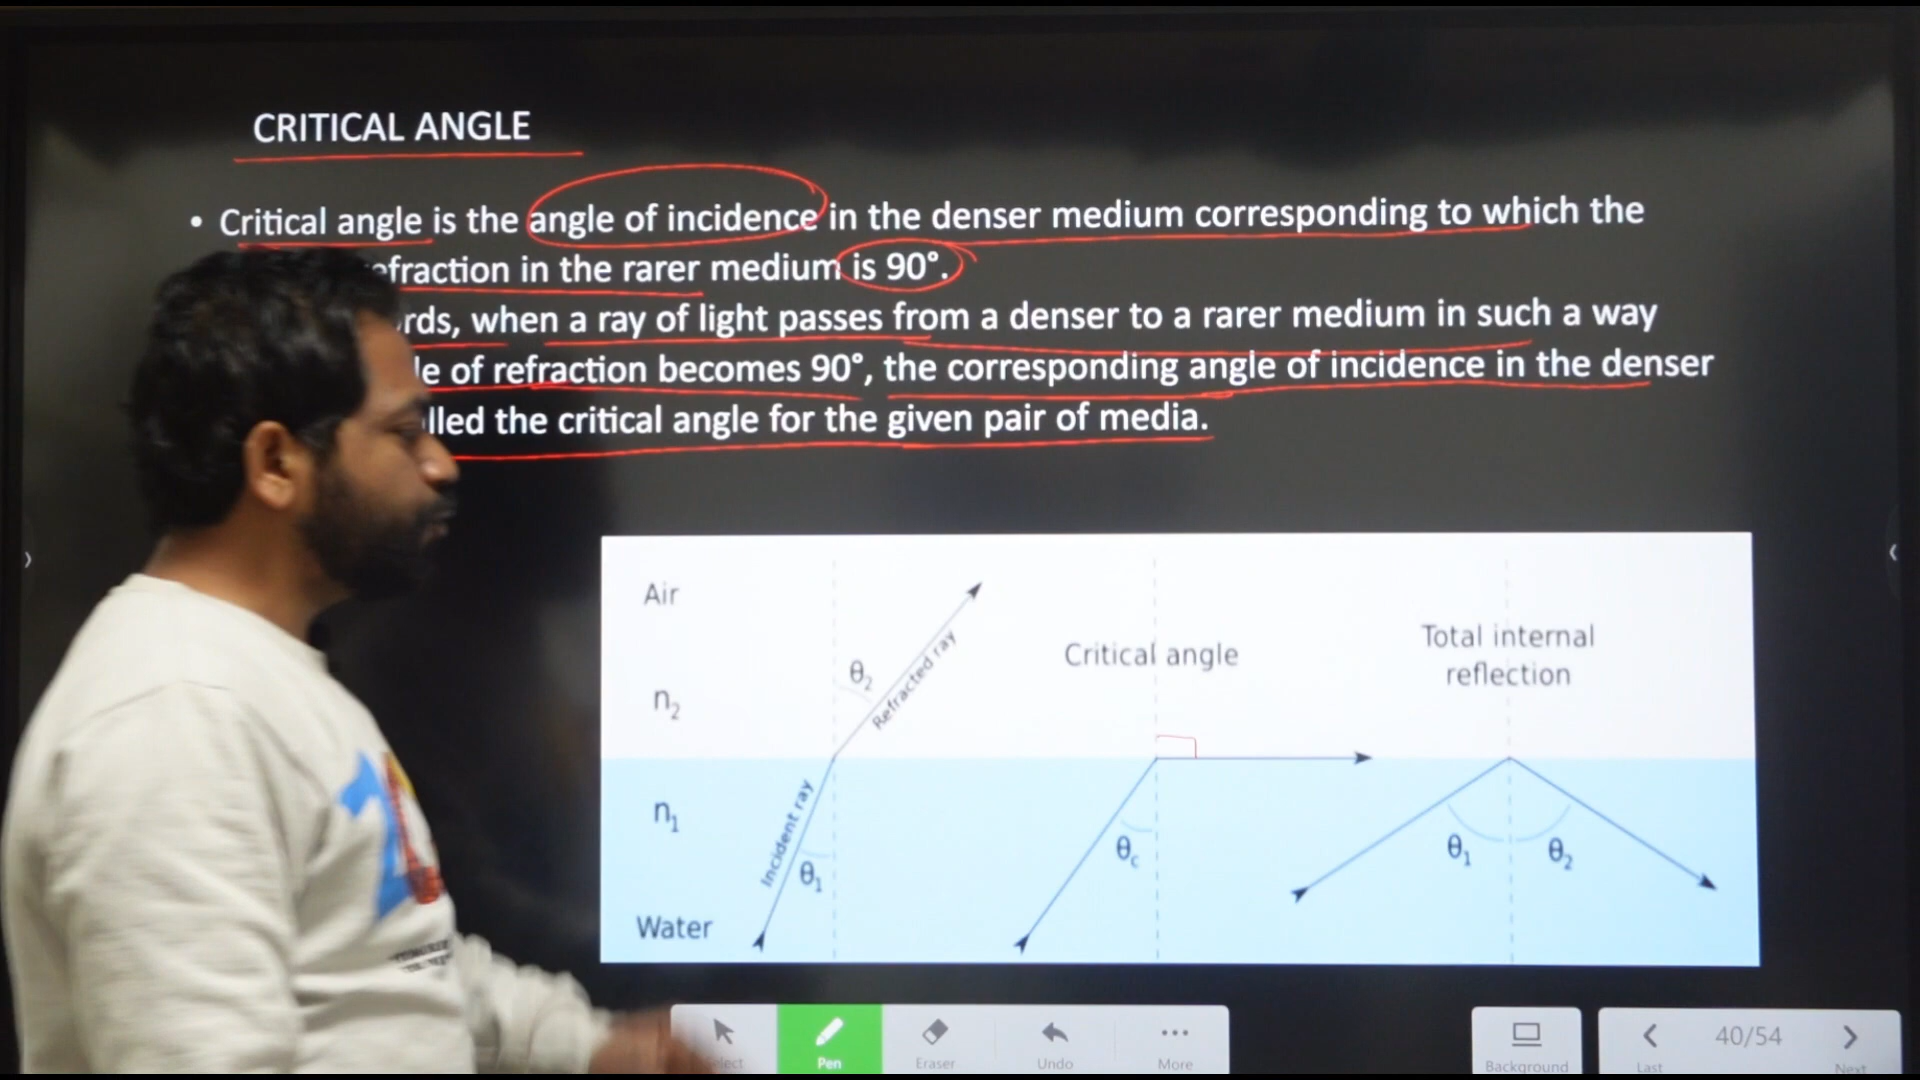 CRITICAL ANGLE
• Critical angle is the angle of incidence in the denser medium corresponding to which the
efraction in the rarer medium is 90°.
rds, when a ray of light passes from a denser to a rarer medium in such a way
le of refraction becomes 90°, the corresponding angle of incidence in the denser
lled the critical angle for the given pair of media.
Air
Total internal
reflection
Critical angle
θ2
Refracted ray
n2
n1
Incident ray
θ1
θc
θ1
θ2
Water
Pen
Eraser
Undo
More
Background
Last
40/54
Next